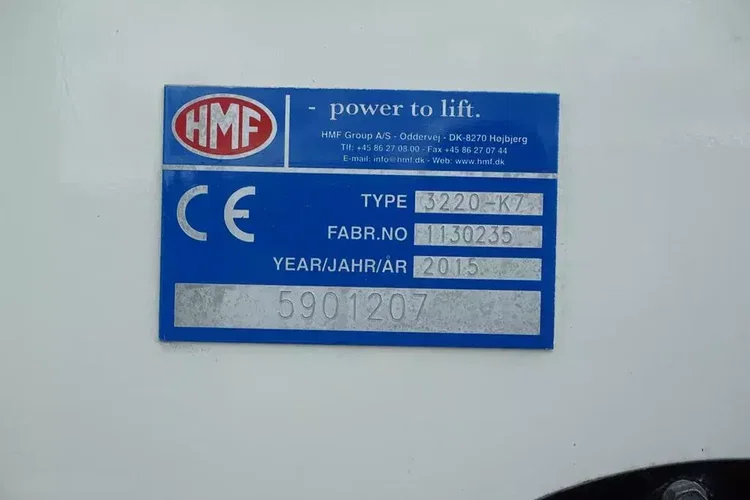 HMF
- power to lift.
HMF Group A/S - Oddervej - DK-8270 Højbjerg
Tlf: +45 86 27 08 00 - Fax +45 86 27 07 44
E-mail: info@hmf.dk - Web: www.hmf.dk
CE
TYPE 3220-K7
FABR.NO 1130235
YEAR/JAHR/ÅR 2015
5901207